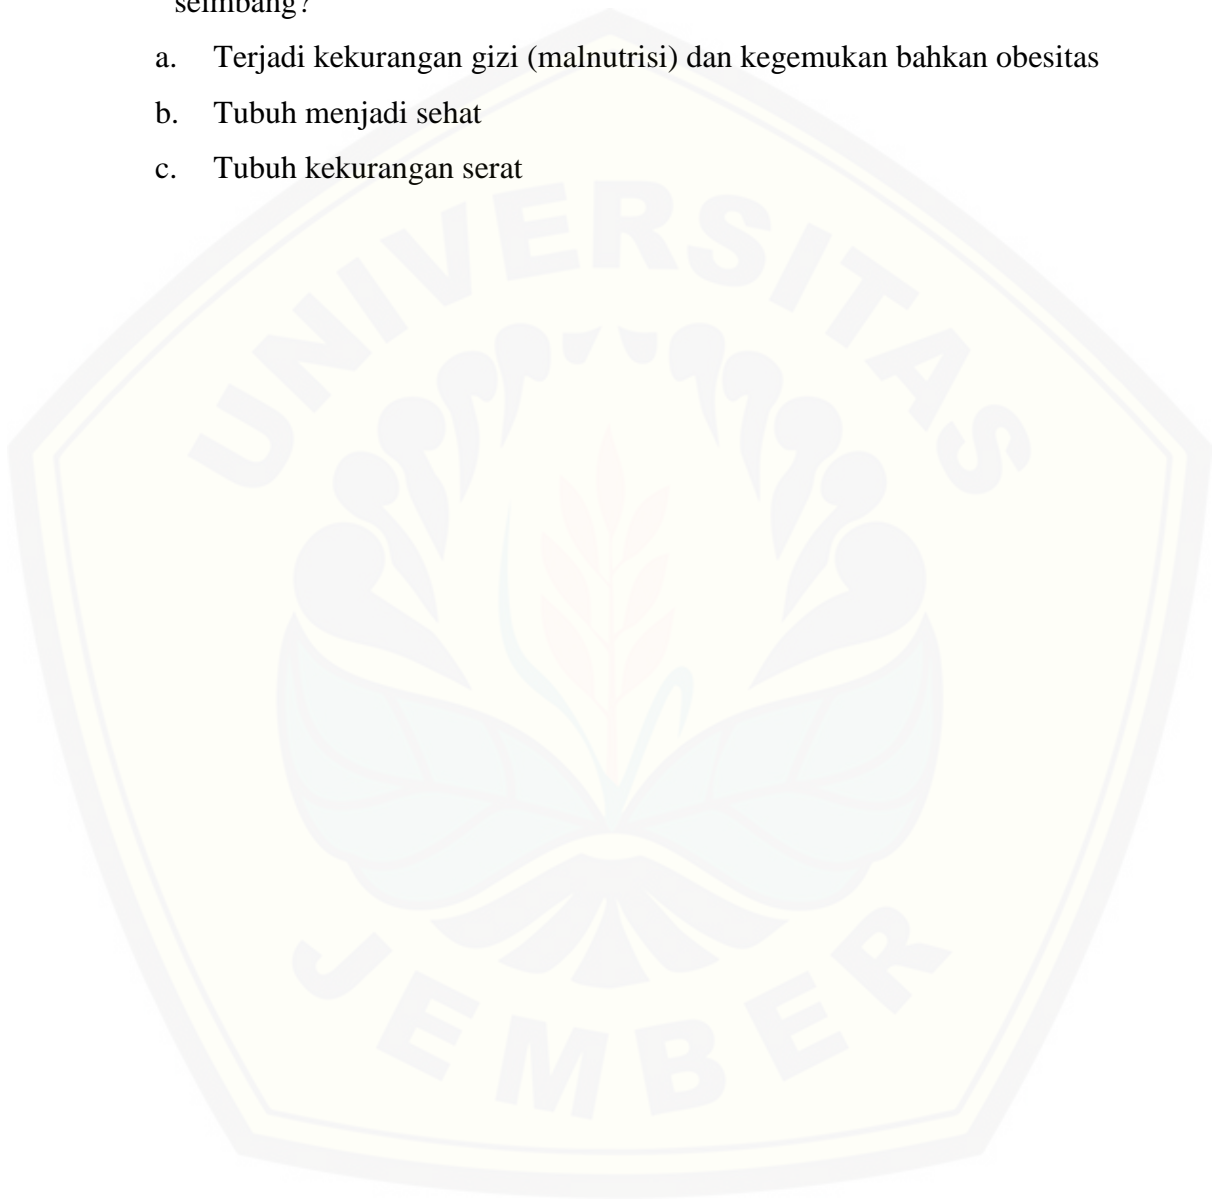 seimbang?
a. Terjadi kekurangan gizi (malnutrisi) dan kegemukan bahkan obesitas
b. Tubuh menjadi sehat
c. Tubuh kekurangan serat
UNIVERSITAS
JEMBER